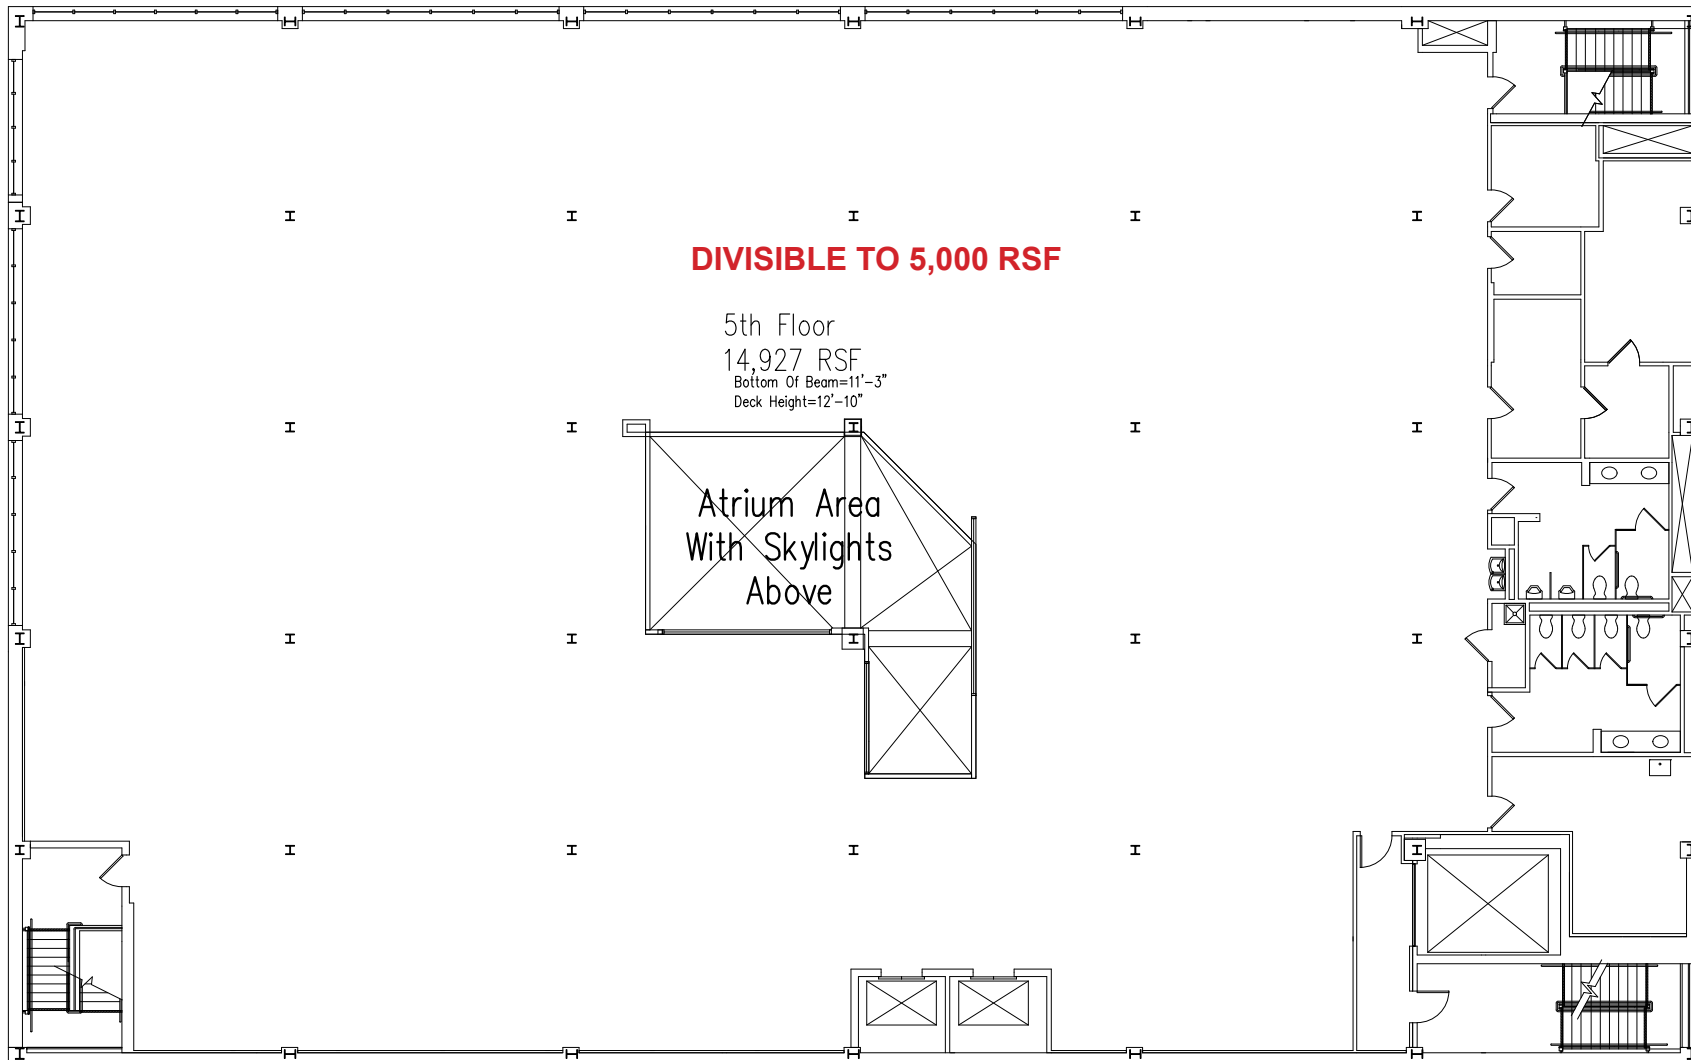 DIVISIBLE TO 5,000 RSF
5th Floor
14,927 RSF
Bottom Of Beam=11'-3"
Deck Height=12'-10"
Atrium Area
With Skylights
Above